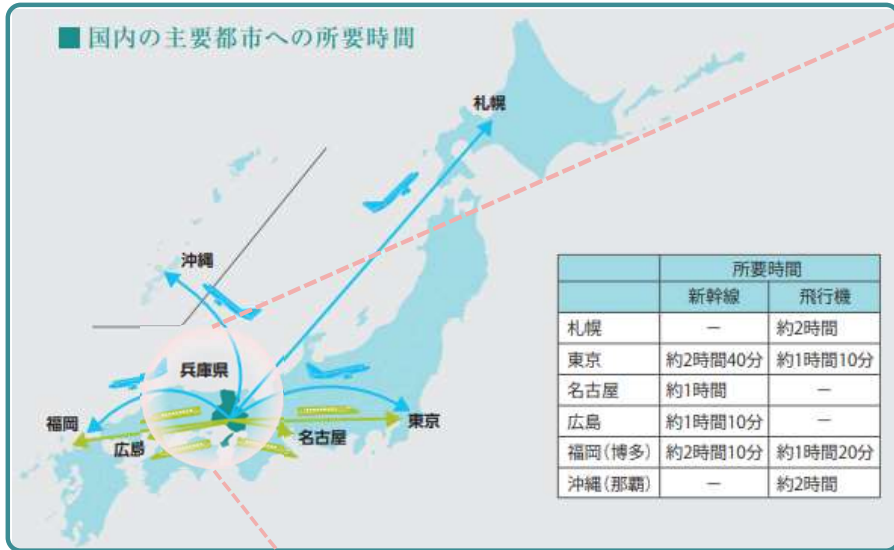 ■ 国内の主要都市への所要時間
札幌
沖縄
兵庫県
福岡
広島
名古屋
東京
所要時間
新幹線 飛行機
札幌 － 約2時間
東京 約2時間40分 約1時間10分
名古屋 約1時間 －
広島 約1時間10分 －
福岡(博多) 約2時間10分 約1時間20分
沖縄(那覇) － 約2時間